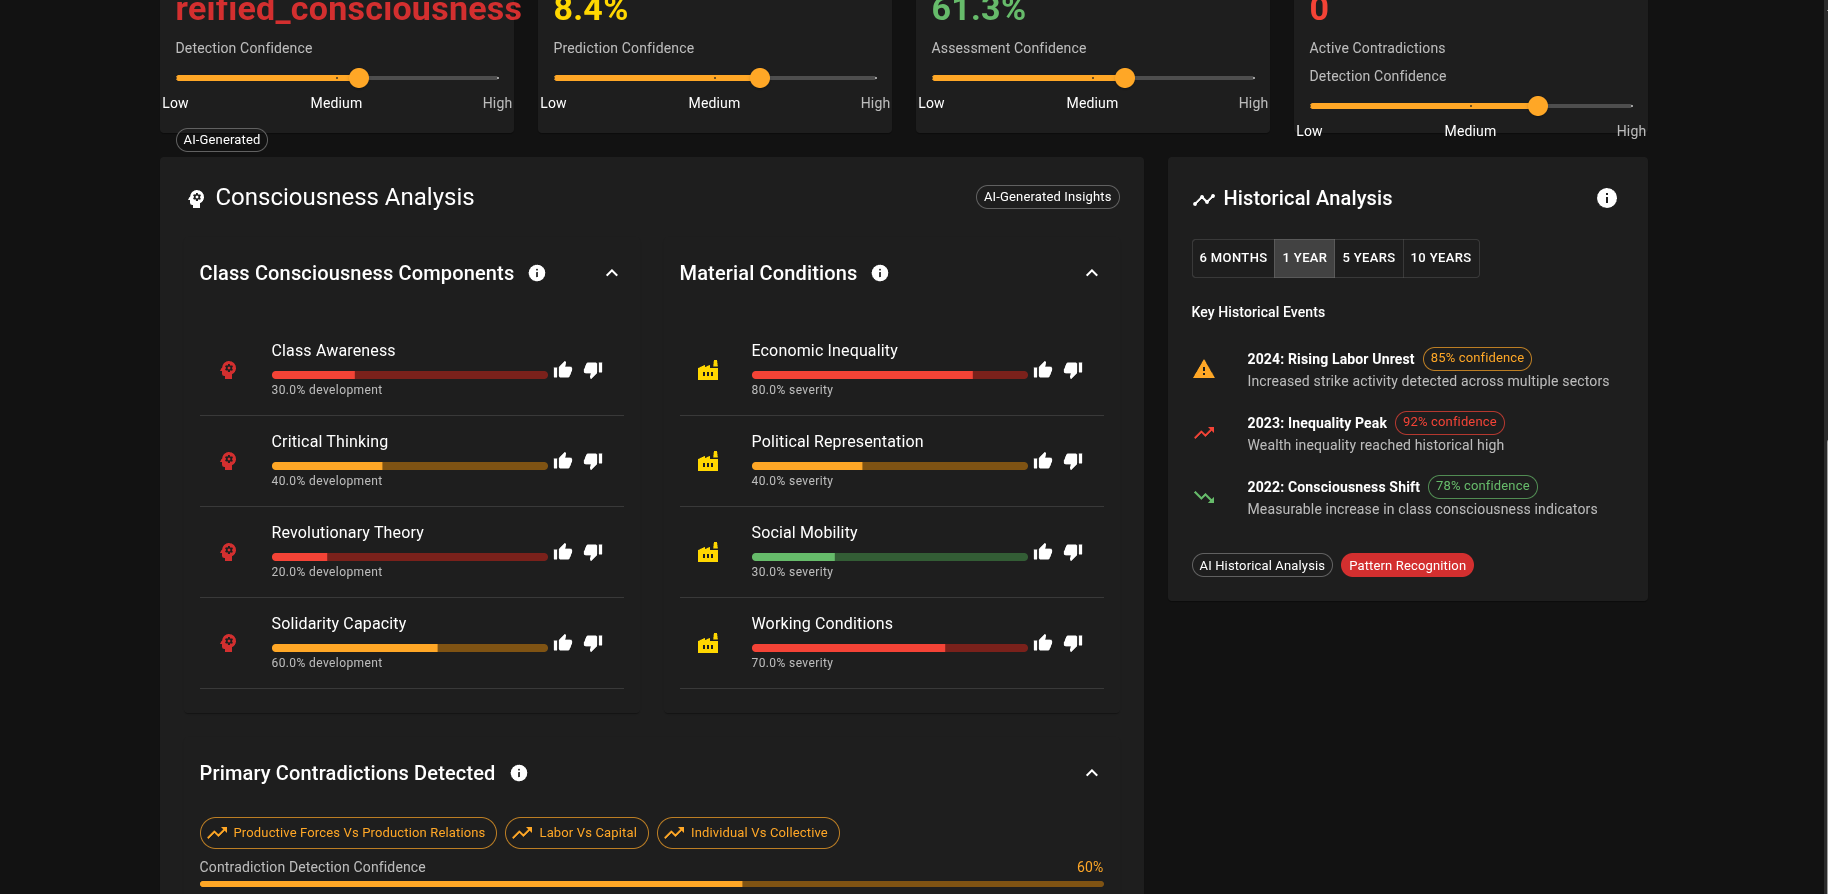 reified_consciousness
Detection Confidence
Low Medium High
AI-Generated
8.4%
Prediction Confidence
Low Medium High
61.3%
Assessment Confidence
Low Medium High
0
Active Contradictions
Detection Confidence
Low Medium High
Consciousness Analysis
AI-Generated Insights
Class Consciousness Components
Class Awareness
30.0% development
Critical Thinking
40.0% development
Revolutionary Theory
20.0% development
Solidarity Capacity
60.0% development
Material Conditions
Economic Inequality
80.0% severity
Political Representation
40.0% severity
Social Mobility
30.0% severity
Working Conditions
70.0% severity
Primary Contradictions Detected
Productive Forces Vs Production Relations
Labor Vs Capital
Individual Vs Collective
Contradiction Detection Confidence 60%
Historical Analysis
6 MONTHS 1 YEAR 5 YEARS 10 YEARS
Key Historical Events
2024: Rising Labor Unrest 85% confidence
Increased strike activity detected across multiple sectors
2023: Inequality Peak 92% confidence
Wealth inequality reached historical high
2022: Consciousness Shift 78% confidence
Measurable increase in class consciousness indicators
AI Historical Analysis
Pattern Recognition